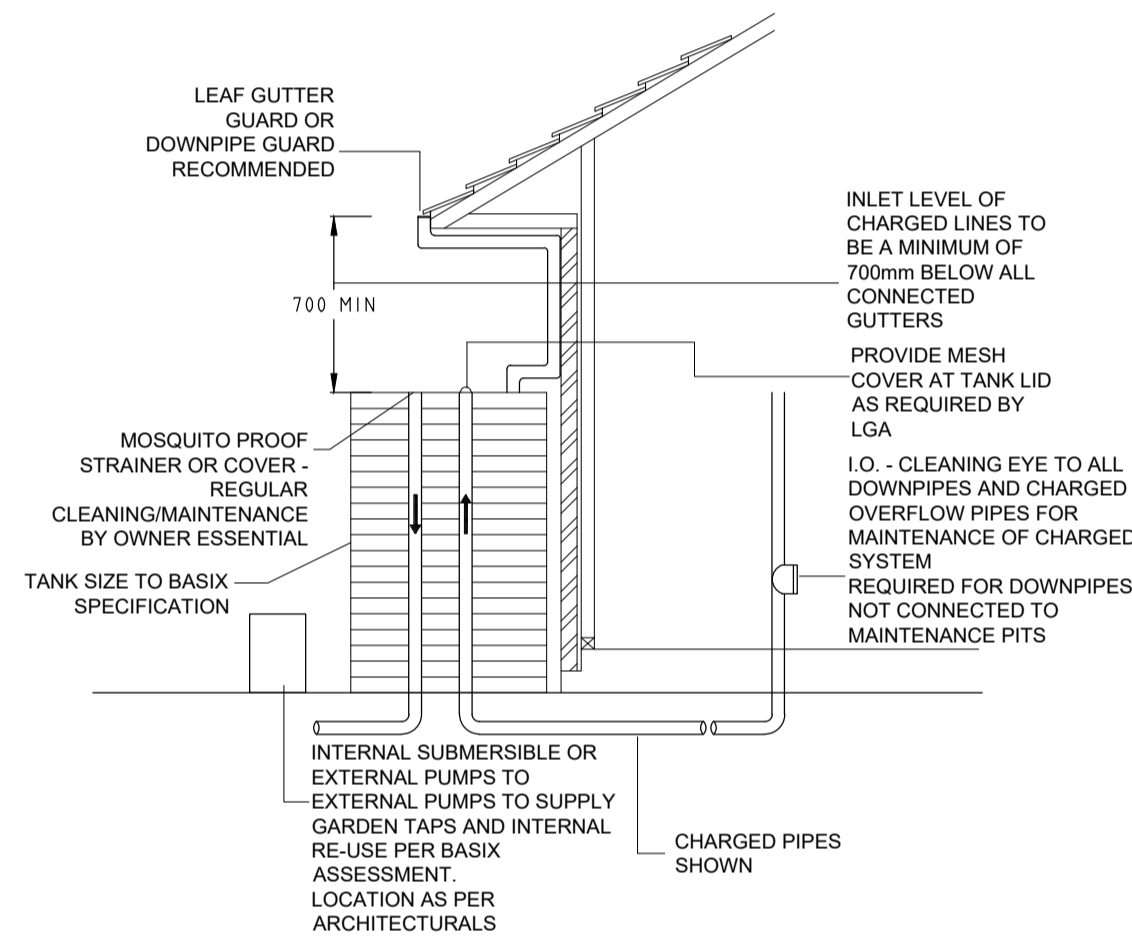 LEAF GUTTER
GUARD OR
DOWNPIPE GUARD
RECOMMENDED
700 MIN
INLET LEVEL OF
CHARGED LINES TO
BE A MINIMUM OF
700mm BELOW ALL
CONNECTED
GUTTERS
PROVIDE MESH
COVER AT TANK LID
AS REQUIRED BY
LGA
MOSQUITO PROOF
STRAINER OR COVER -
REGULAR
CLEANING/MAINTENANCE
BY OWNER ESSENTIAL
I.O. - CLEANING EYE TO ALL
DOWNPIPES AND CHARGED
OVERFLOW PIPES FOR
MAINTENANCE OF CHARGED
SYSTEM
REQUIRED FOR DOWNPIPES
NOT CONNECTED TO
MAINTENANCE PITS
TANK SIZE TO BASIX
SPECIFICATION
INTERNAL SUBMERSIBLE OR
EXTERNAL PUMPS TO
EXTERNAL PUMPS TO SUPPLY
GARDEN TAPS AND INTERNAL
RE-USE PER BASIX
ASSESSMENT.
LOCATION AS PER
ARCHITECTURALS
CHARGED PIPES
SHOWN